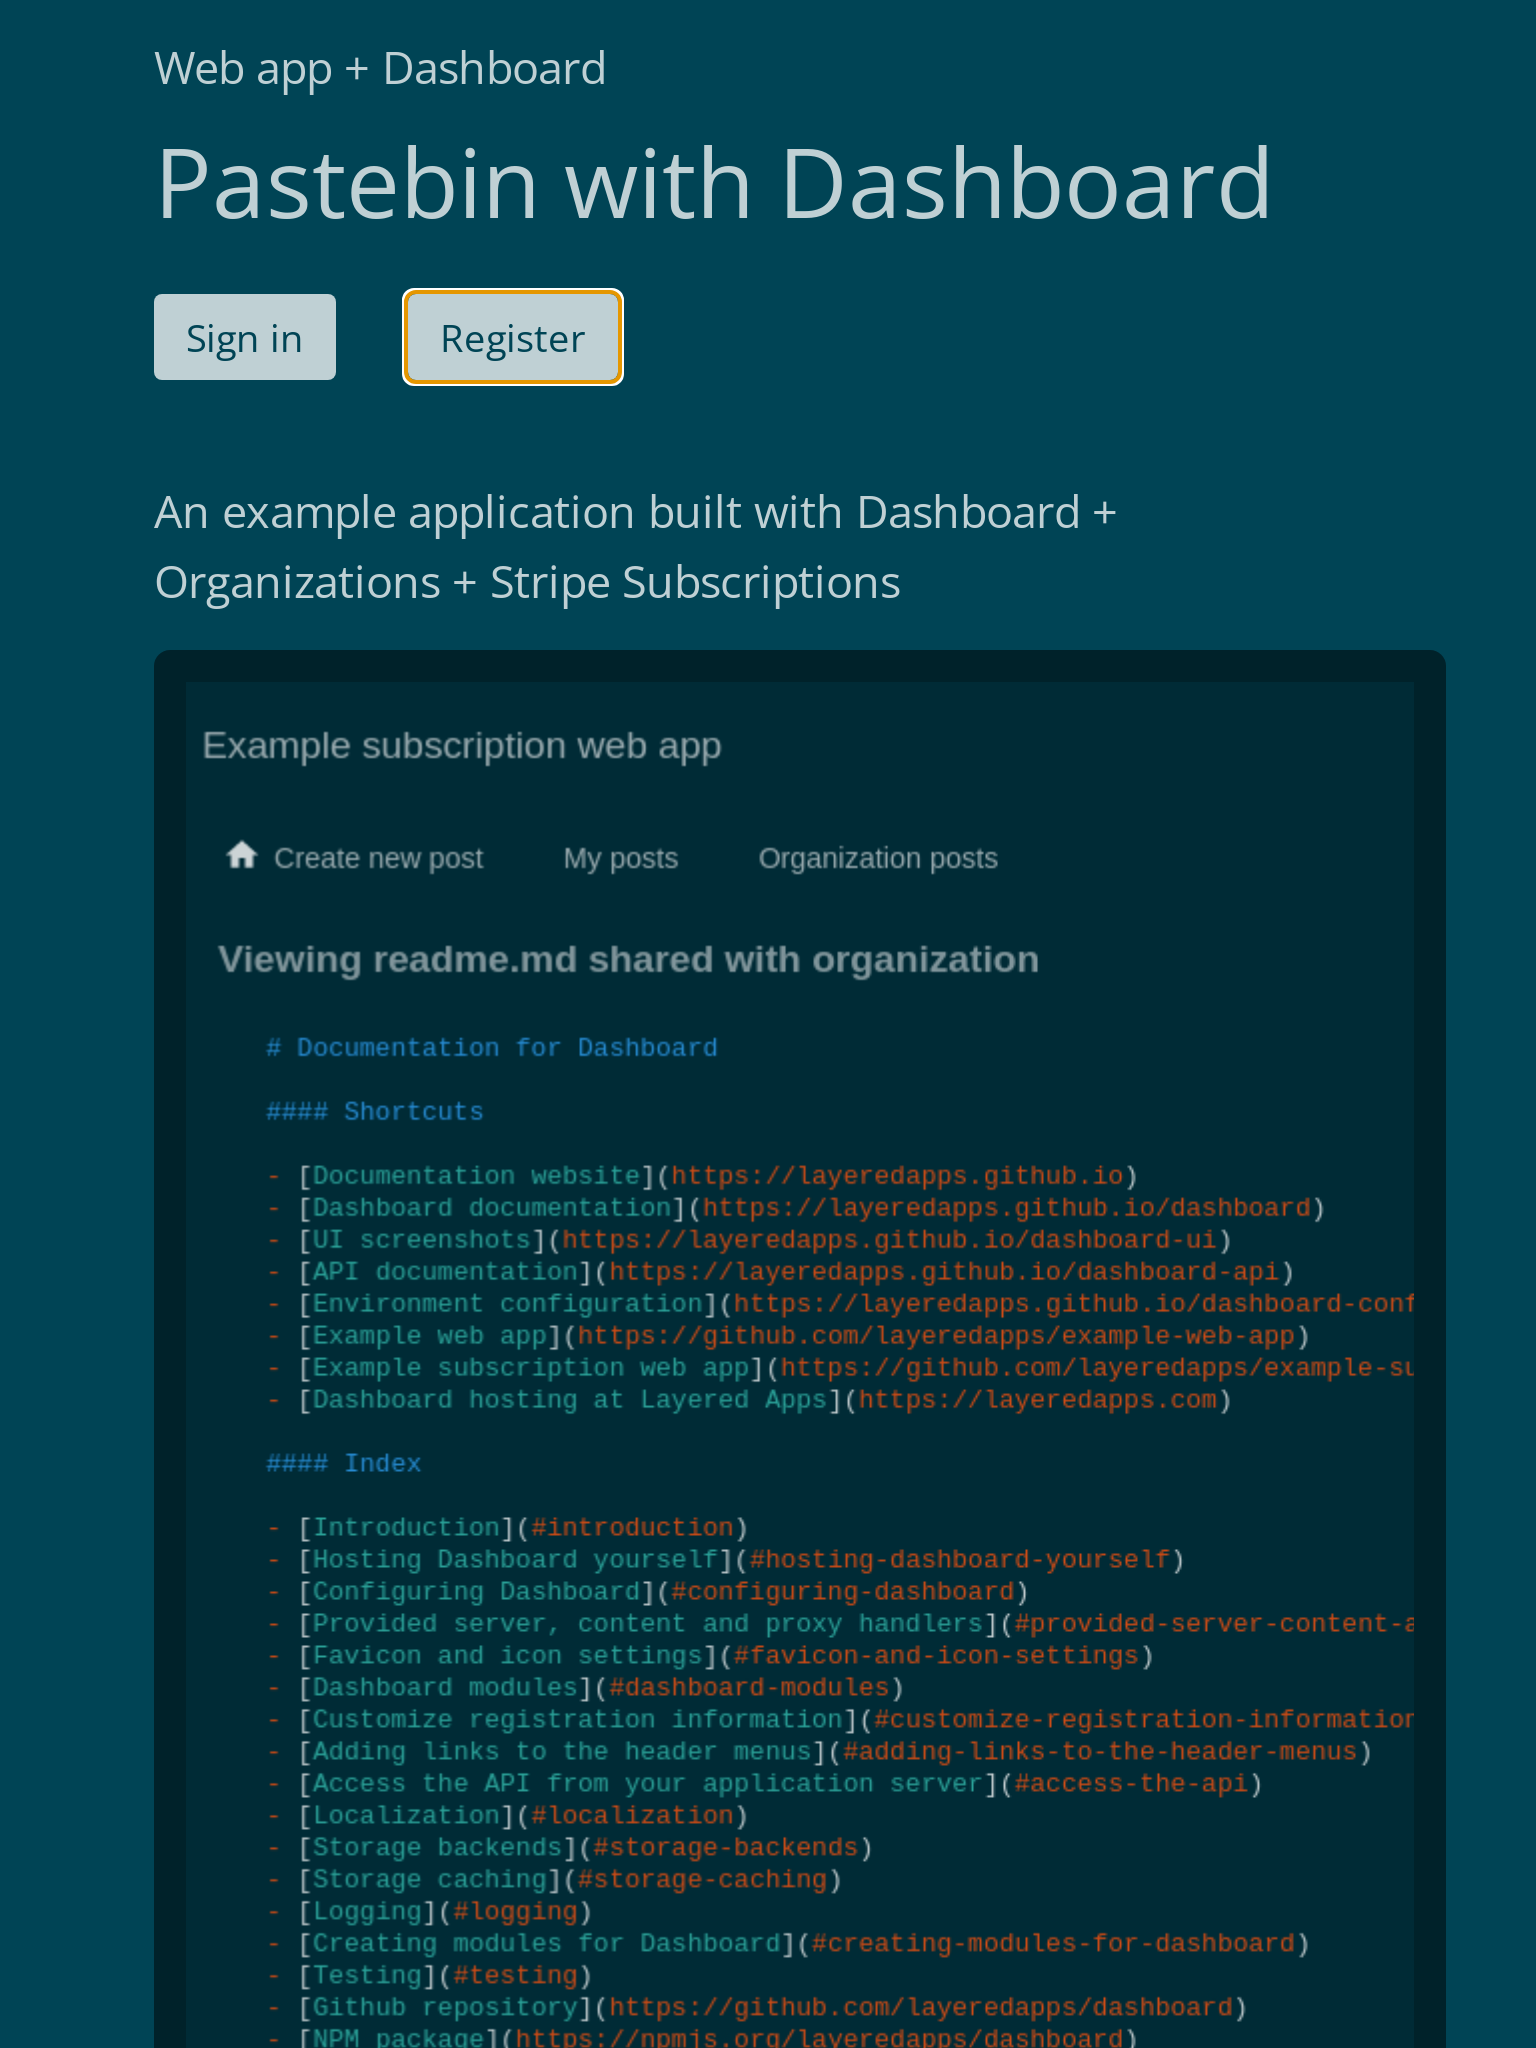 Web app + Dashboard
Pastebin with Dashboard
Sign in Register
An example application built with Dashboard +
Organizations + Stripe Subscriptions
Example subscription web app
Create new post My posts Organization posts
Viewing readme.md shared with organization
# Documentation for Dashboard
#### Shortcuts
- [Documentation website](https://layeredapps.github.io)
- [Dashboard documentation](https://layeredapps.github.io/dashboard)
- [UI screenshots](https://layeredapps.github.io/dashboard-ui)
- [API documentation](https://layeredapps.github.io/dashboard-api)
- [Environment configuration](https://layeredapps.github.io/dashboard-conf
- [Example web app](https://github.com/layeredapps/example-web-app)
- [Example subscription web app](https://github.com/layeredapps/example-su
- [Dashboard hosting at Layered Apps](https://layeredapps.com)
#### Index
- [Introduction](#introduction)
- [Hosting Dashboard yourself](#hosting-dashboard-yourself)
- [Configuring Dashboard](#configuring-dashboard)
- [Provided server, content and proxy handlers](#provided-server-content-a
- [Favicon and icon settings](#favicon-and-icon-settings)
- [Dashboard modules](#dashboard-modules)
- [Customize registration information](#customize-registration-information
- [Adding links to the header menus](#adding-links-to-the-header-menus)
- [Access the API from your application server](#access-the-api)
- [Localization](#localization)
- [Storage backends](#storage-backends)
- [Storage caching](#storage-caching)
- [Logging](#logging)
- [Creating modules for Dashboard](#creating-modules-for-dashboard)
- [Testing](#testing)
- [Github repository](https://github.com/layeredapps/dashboard)
- [NPM package](https://npmjs.org/layeredapps/dashboard)